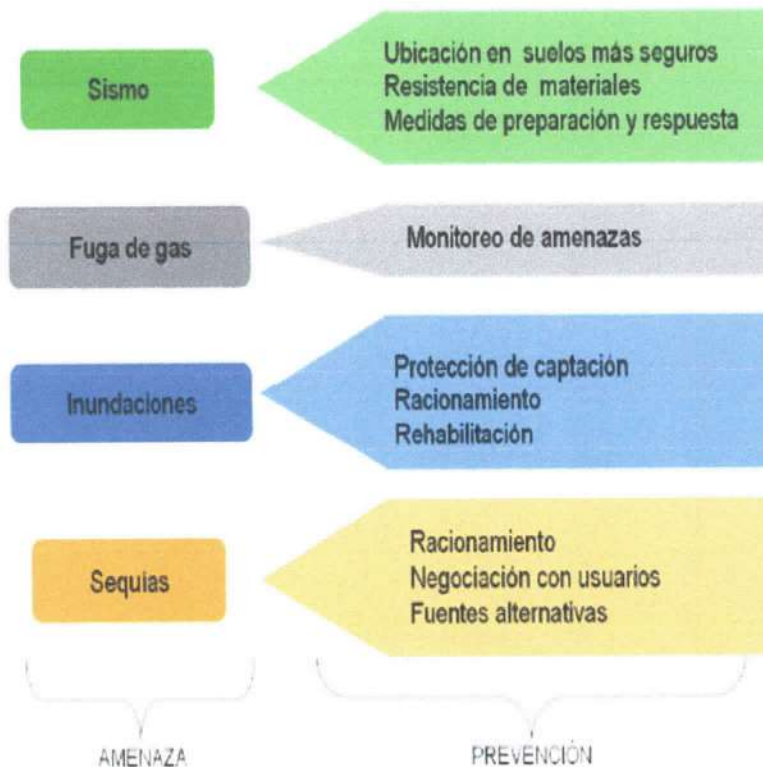 Sismo
Ubicación en suelos más seguros
Resistencia de materiales
Medidas de preparación y respuesta
Fuga de gas
Monitoreo de amenazas
Inundaciones
Protección de captación
Racionamiento
Rehabilitación
Sequias
Racionamiento
Negociación con usuarios
Fuentes alternativas
AMENAZA
PREVENCIÓN